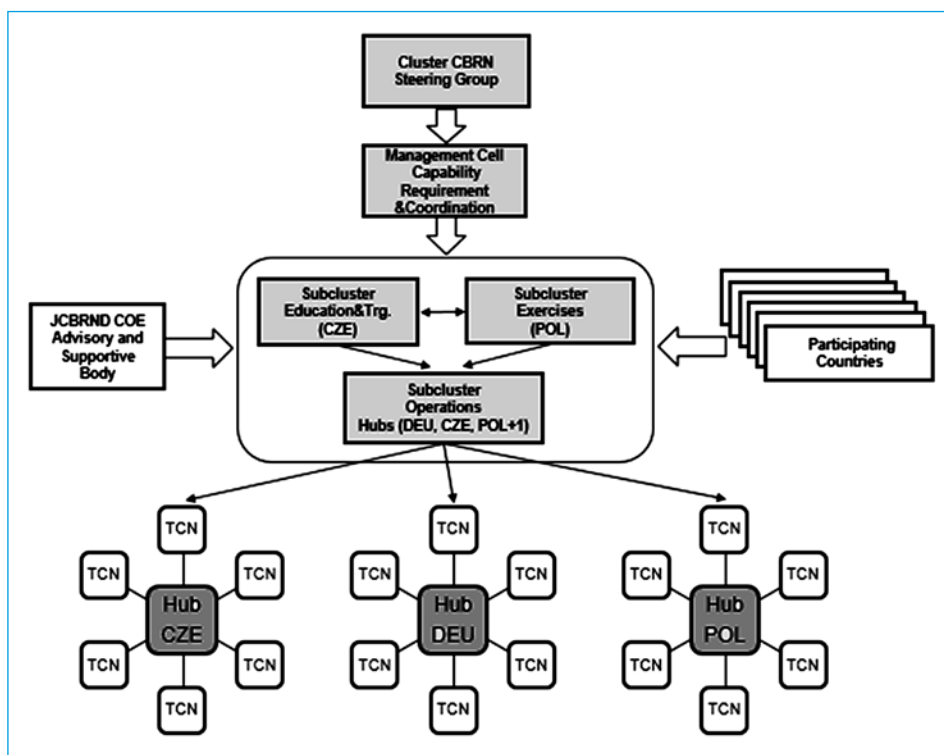 Cluster CBRN
Steering Group
Management Cell
Capability
Requirement
&Coordination
Subcluster
Education&Trg.
(CZE)
Subcluster
Exercises
(POL)
JCBRND COE
Advisory and
Supportive
Body
Participating
Countries
Subcluster
Operations
Hubs (DEU, CZE, POL+1)
TCN
TCN
TCN
TCN
TCN
TCN
Hub
CZE
TCN
TCN
TCN
TCN
TCN
TCN
Hub
DEU
TCN
TCN
TCN
TCN
TCN
TCN
Hub
POL